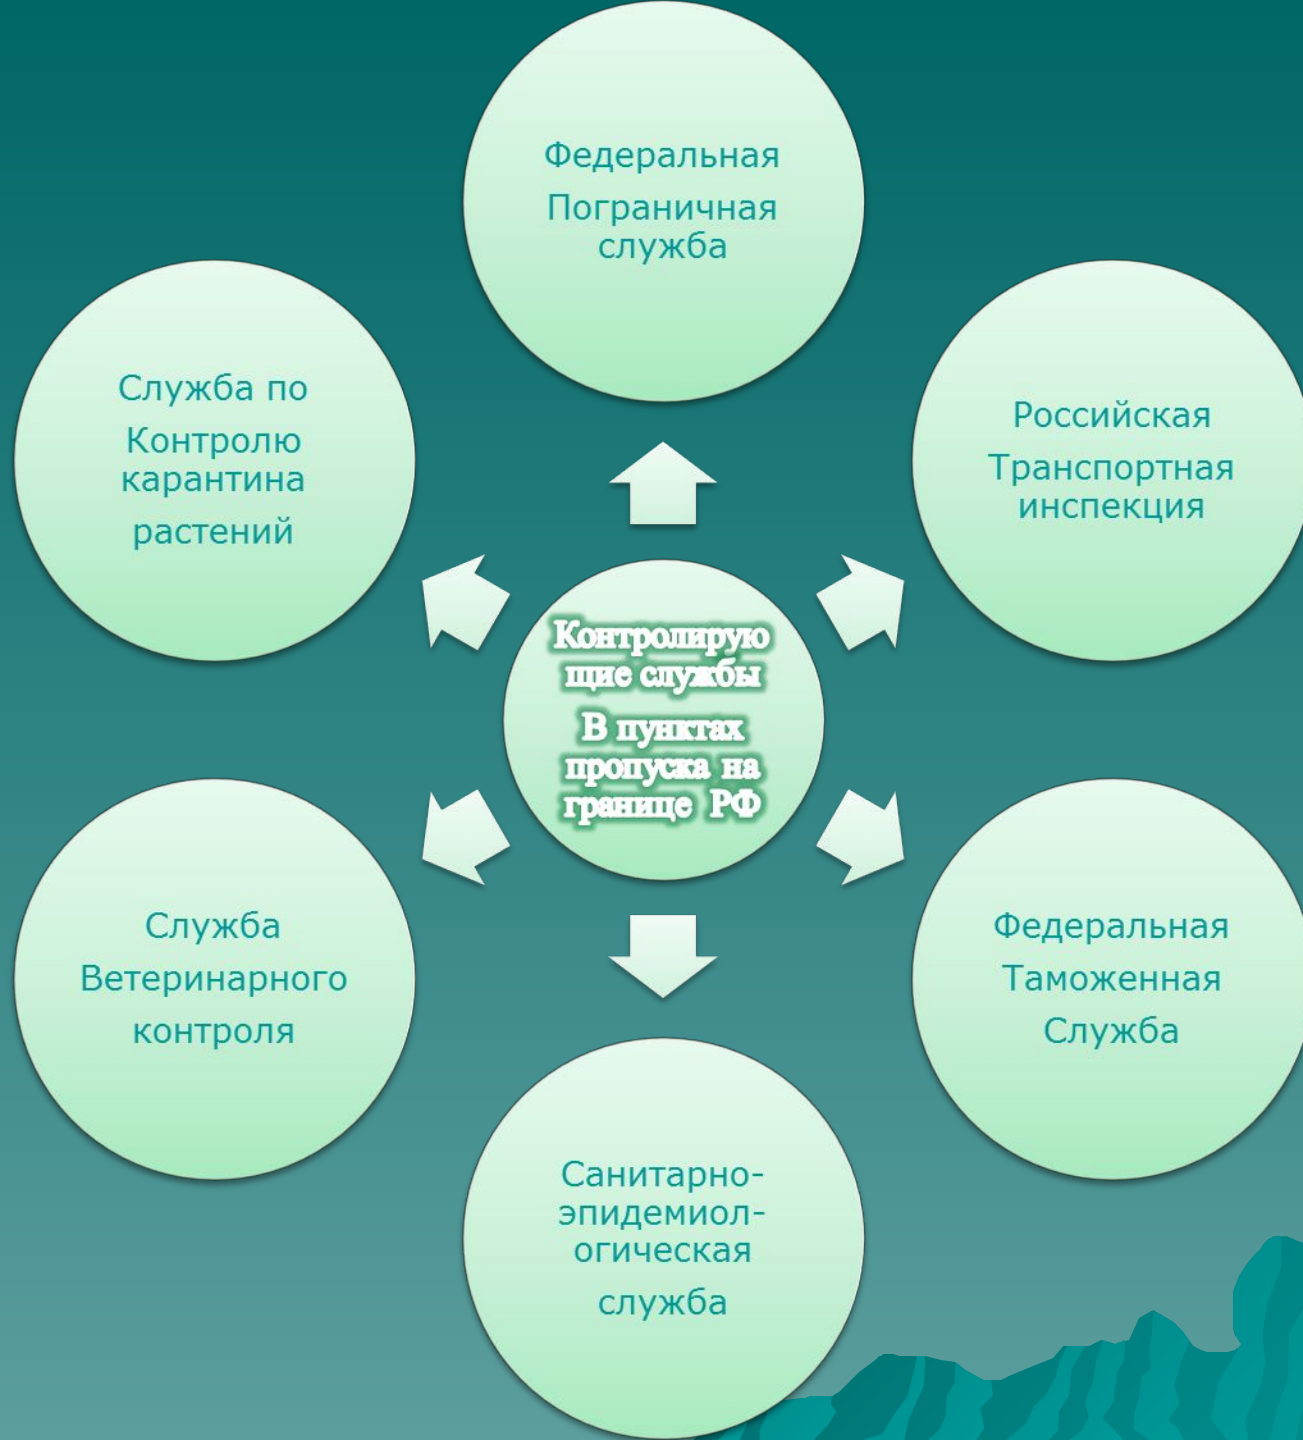 Федеральная
Пограничная
служба
Служба по
Контролю
карантина
растений
Российская
Транспортная
инспекция
Контролирую
щие службы
В пунктах
пропуска на
границе РФ
Служба
Ветеринарного
контроля
Федеральная
Таможенная
Служба
Санитарно-
эпидемиол-
огическая
служба